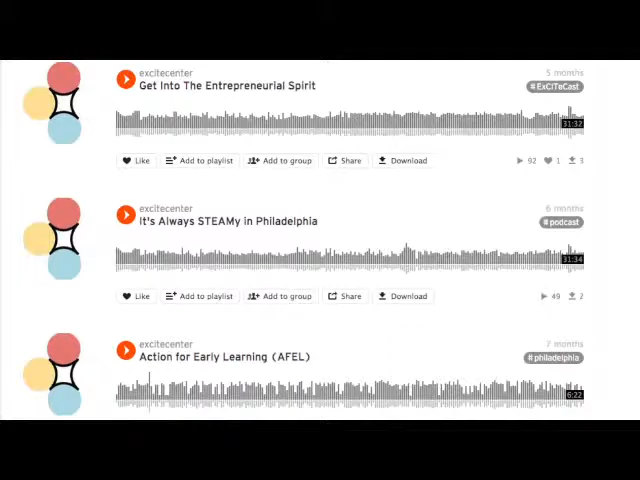 excitecenter 5 months
Get Into The Entrepreneurial Spirit # ExCITeCast
31:32
Like Add to playlist Add to group Share Download 92 1 3
excitecenter 6 months
It's Always STEAMy in Philadelphia # podcast
31:34
Like Add to playlist Add to group Share Download 49 2
excitecenter 7 months
Action for Early Learning (AFEL) # philadelphia
6:22